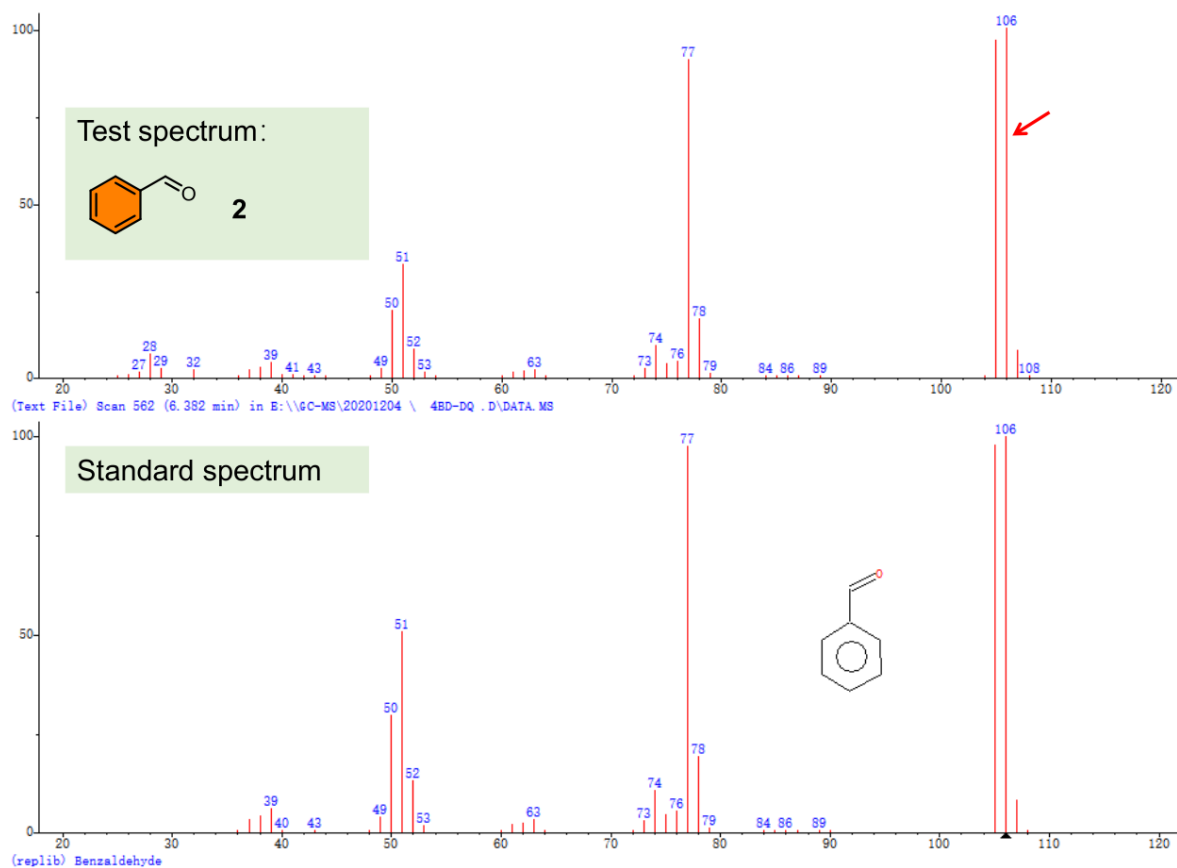 100
106
77
Test spectrum:
O
2
50
51
50
78
52
74
28
39
76
27 29 32 41 43 49 53 63 73 79 84 86 89 108
20 30 40 50 60 70 80 90 100 110 120
(Text File) Scan 562 (6.382 min) in E:\\GC-MS\20201204 \ 4BD-DQ .D\DATA.MS
100
106
77
Standard spectrum
O
51
50
50
78
52
74
39
76
49 63
40 43 53 73 79 84 86 89
0
20 30 40 50 60 70 80 90 100 110 120
(replib) Benzaldehyde